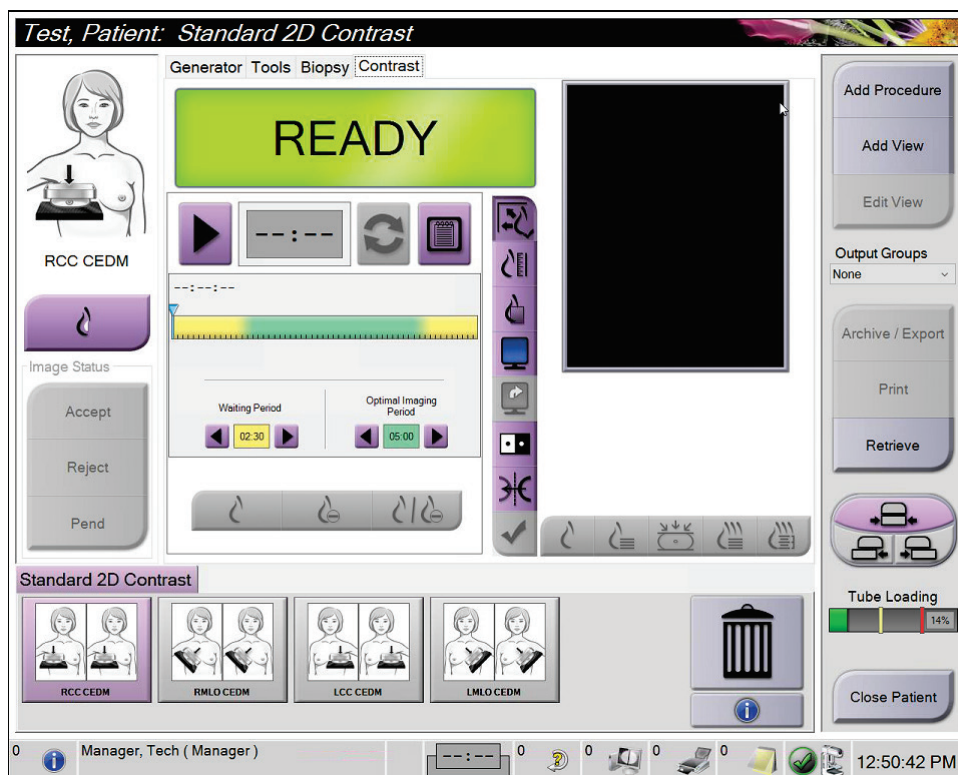 Test, Patient:  Standard 2D Contrast
Generator Tools Biopsy Contrast
READY
RCC CEDM
--:--
--:--:--
Waiting Period
02:30
Optimal Imaging
Period
05:00
Image Status
Accept
Reject
Pend
Add Procedure
Add View
Edit View
Output Groups
None
Archive / Export
Print
Retrieve
Tube Loading
14%
Close Patient
Standard 2D Contrast
RCC CEDM
RMLO CEDM
LCC CEDM
LMLO CEDM
0
Manager, Tech ( Manager )
--:--
0
0
0
0
12:50:42 PM